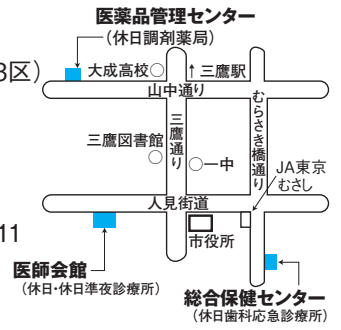 医薬品管理センター
(休日調剤薬局)
3区)
大成高校
↑三鷹駅
山中通り
三鷹通り
むらさき橋通り
三鷹図書館
一中
JA東京
むさし
人見街道
11
市役所
医師会館
(休日・休日準夜診療所)
総合保健センター
(休日歯科応急診療所)